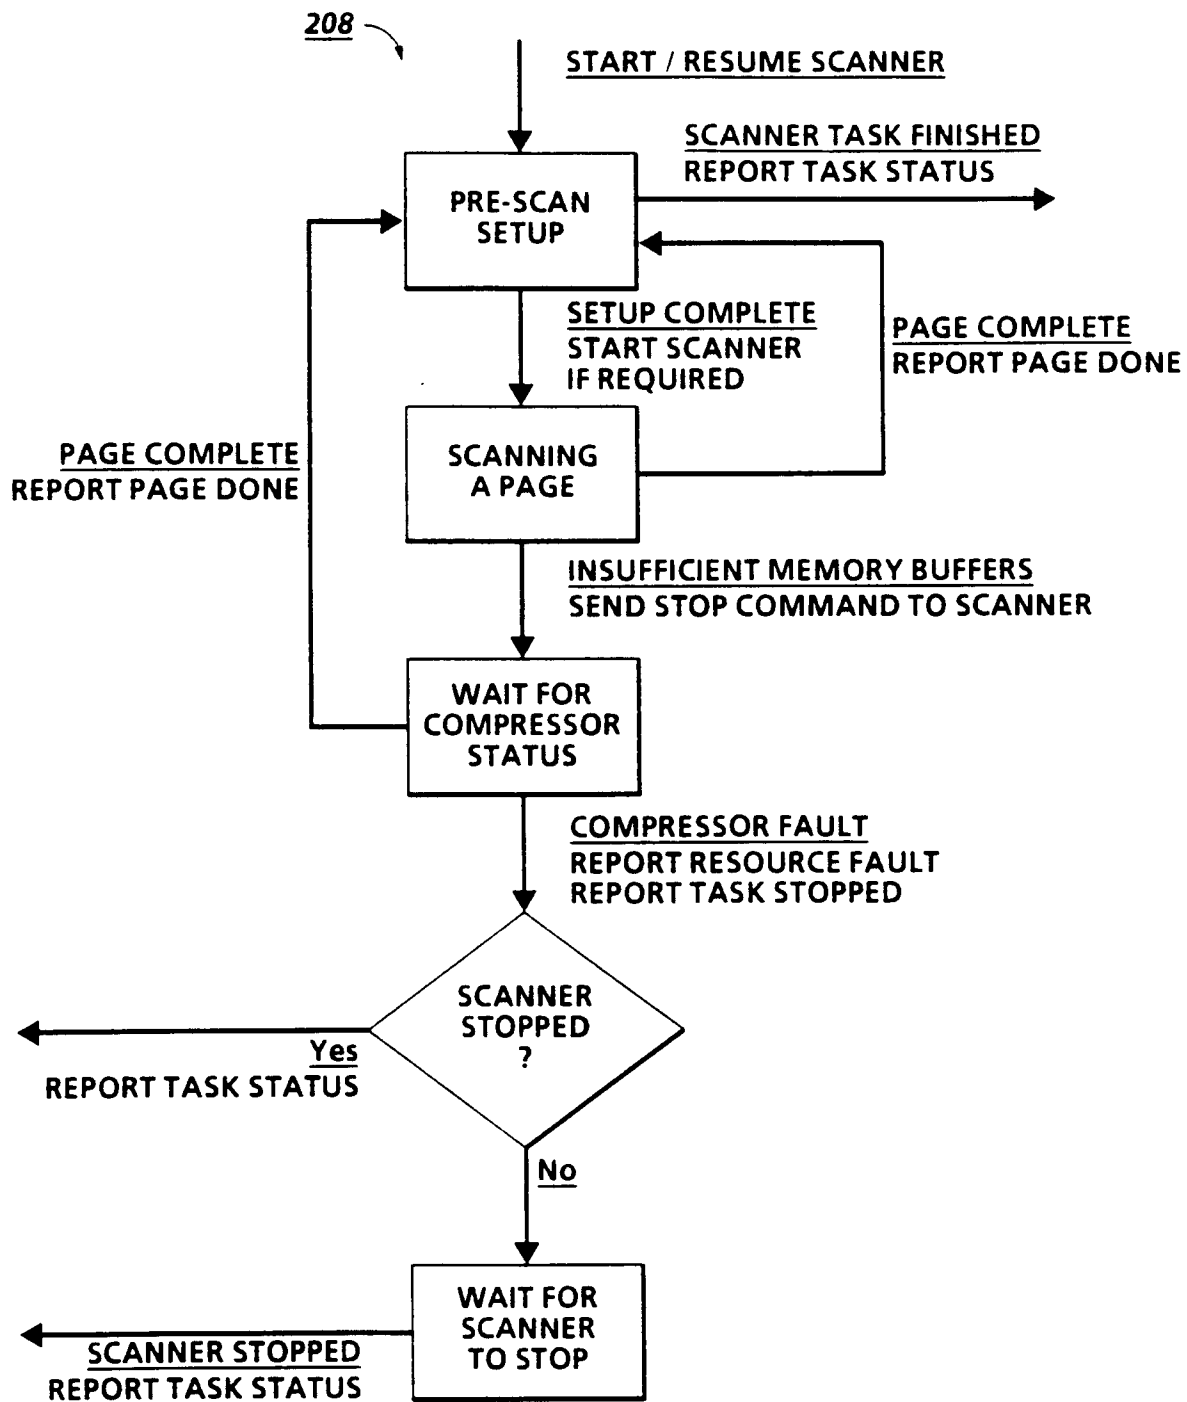 208
START / RESUME SCANNER
SCANNER TASK FINISHED
REPORT TASK STATUS
PRE-SCAN
SETUP
SETUP COMPLETE
START SCANNER
IF REQUIRED
PAGE COMPLETE
REPORT PAGE DONE
SCANNING
A PAGE
PAGE COMPLETE
REPORT PAGE DONE
INSUFFICIENT MEMORY BUFFERS
SEND STOP COMMAND TO SCANNER
WAIT FOR
COMPRESSOR
STATUS
COMPRESSOR FAULT
REPORT RESOURCE FAULT
REPORT TASK STOPPED
SCANNER
STOPPED
?
Yes
REPORT TASK STATUS
No
WAIT FOR
SCANNER
TO STOP
SCANNER STOPPED
REPORT TASK STATUS